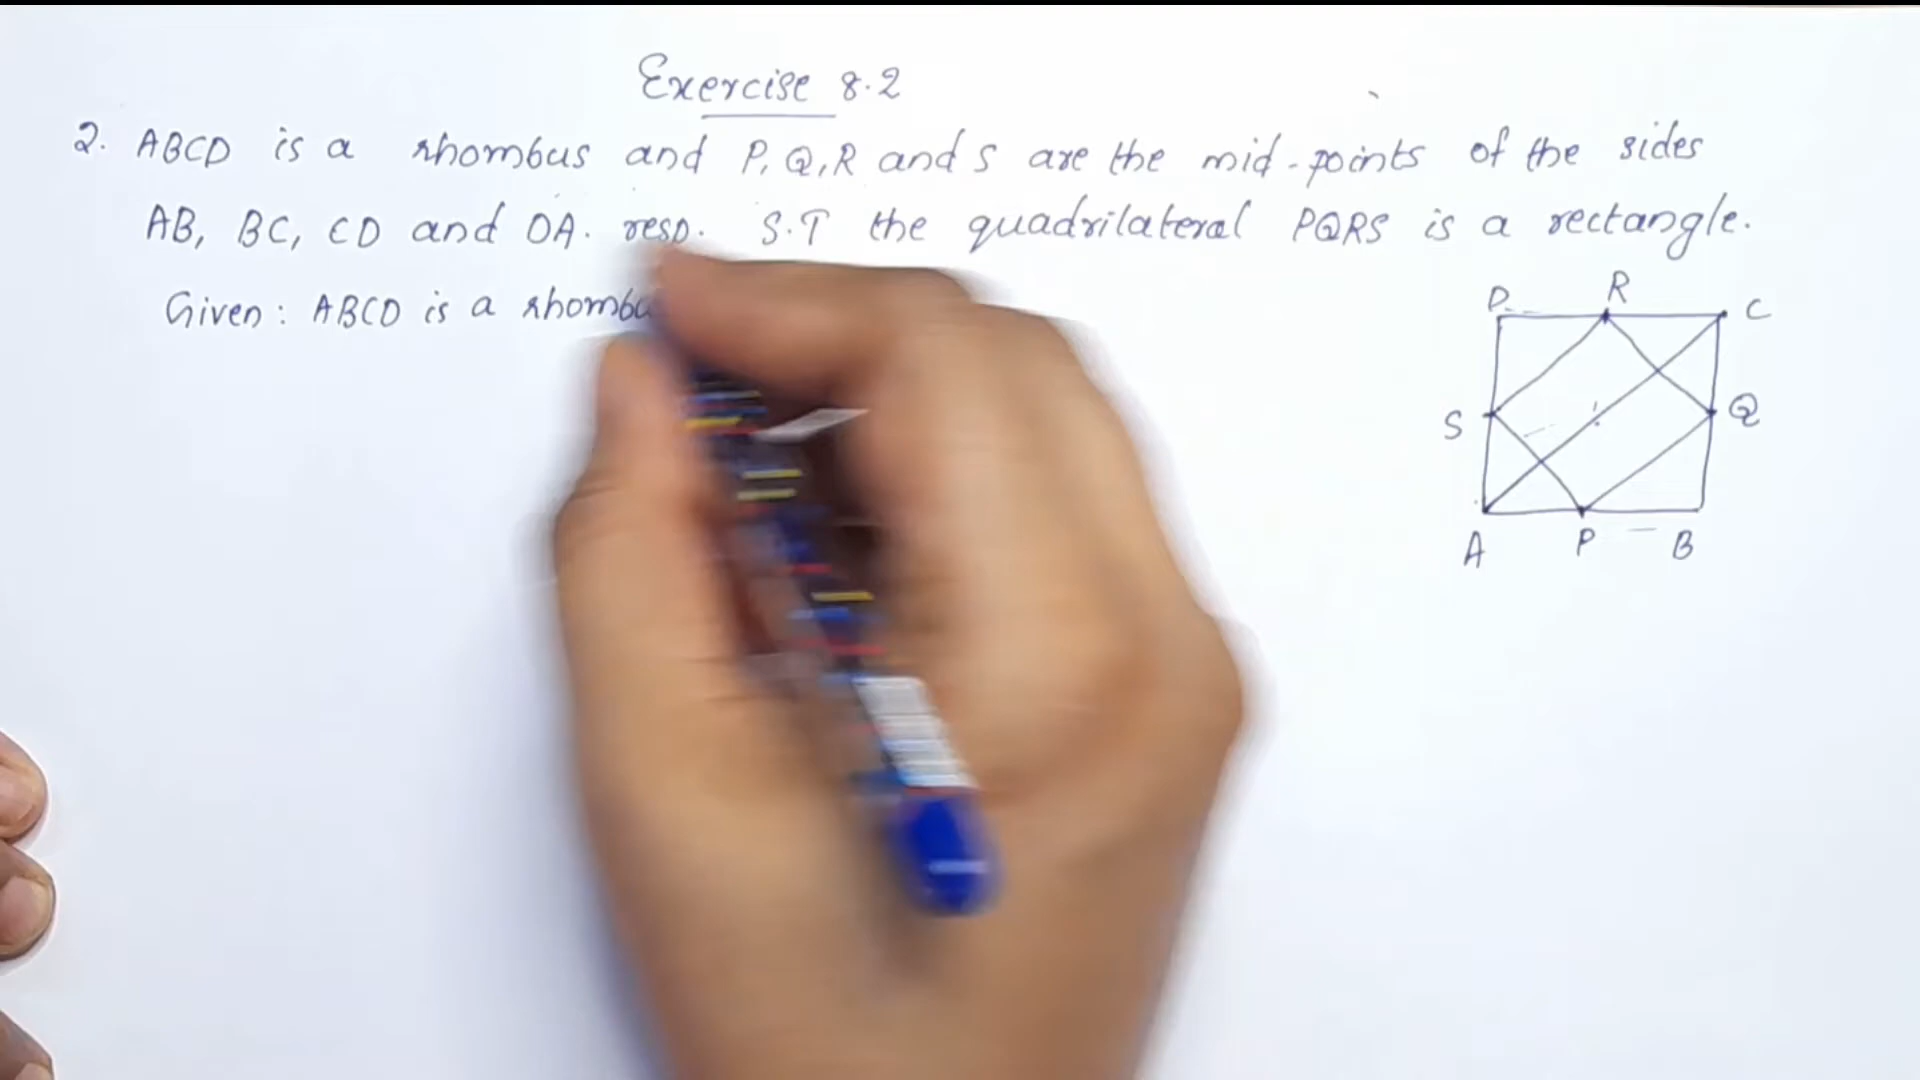 Exercise 8.2
2. ABCD is a rhombus and P, Q, R and S are the mid-points of the sides
AB, BC, CD and DA. resp. S.T the quadrilateral PQRS is a rectangle.
Given: ABCD is a
D R C
S Q
A P B